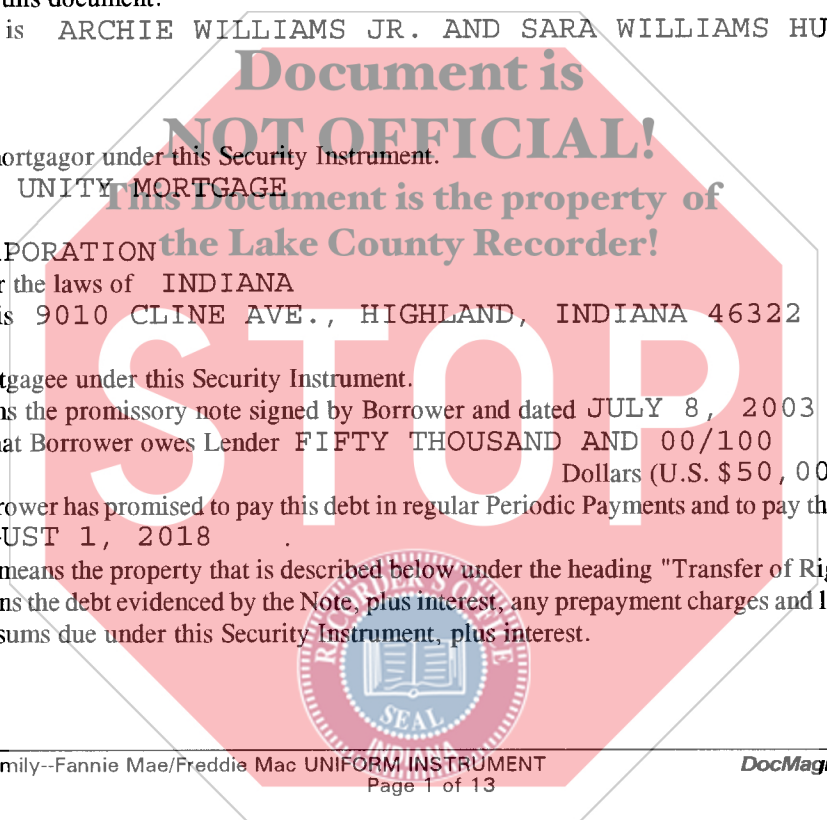 this document.
is ARCHIE WILLIAMS JR. AND SARA WILLIAMS HU
Document is
NOT OFFICIAL!
ortgagor under this Security Instrument.
UNITY MORTGAGE
This Document is the property of
the Lake County Recorder!
PORATION
r the laws of INDIANA
is 9010 CLINE AVE., HIGHLAND, INDIANA 46322
STOP
tgagee under this Security Instrument.
ns the promissory note signed by Borrower and dated JULY 8, 2003
at Borrower owes Lender FIFTY THOUSAND AND 00/100
Dollars (U.S. $50,00
rower has promised to pay this debt in regular Periodic Payments and to pay th
UST 1, 2018 .
means the property that is described below under the heading "Transfer of Rig
ns the debt evidenced by the Note, plus interest, any prepayment charges and l
sums due under this Security Instrument, plus interest.
RECORDER'S OFFICE
SEAL
INDIANA
mily--Fannie Mae/Freddie Mac UNIFORM INSTRUMENT
DocMag
Page 1 of 13